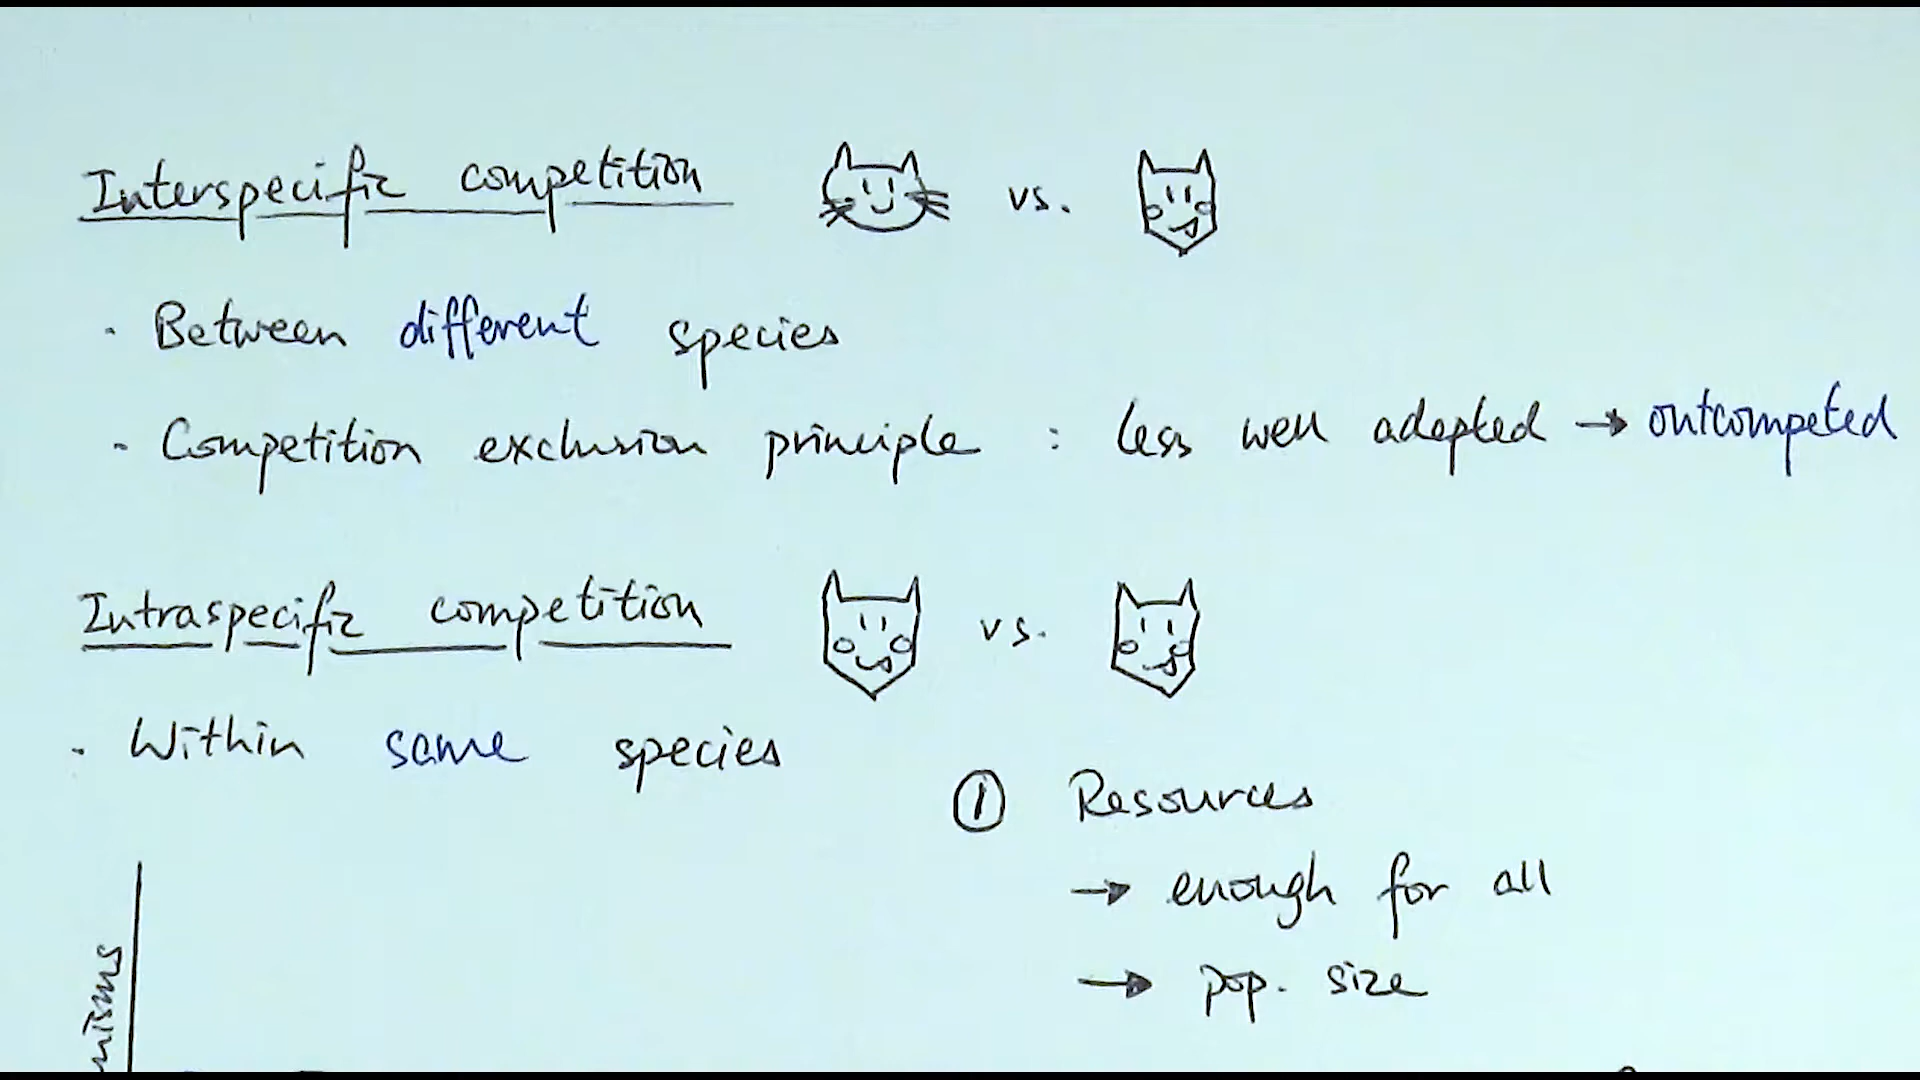 Interspecific competition vs.
· Between different species
- Competition exclusion principle : less well adapted → outcompeted
Intraspecific competition vs.
· Within same species
① Resources
→ enough for all
→ pop. size